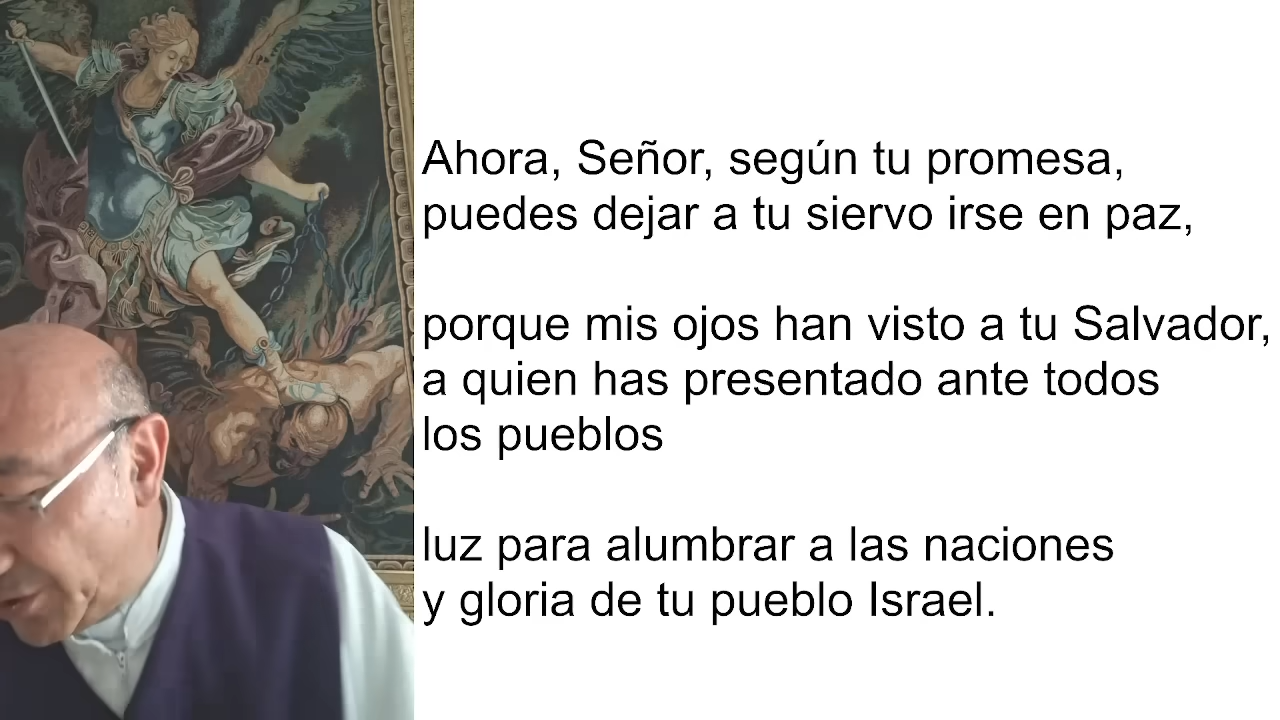 Ahora, Señor, según tu promesa,
puedes dejar a tu siervo irse en paz,
porque mis ojos han visto a tu Salvador,
a quien has presentado ante todos
los pueblos
luz para alumbrar a las naciones
y gloria de tu pueblo Israel.